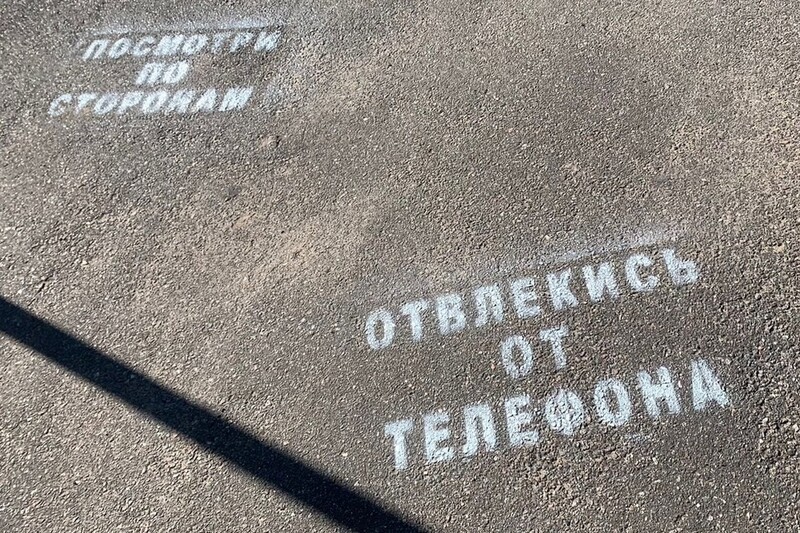 ПОСМОТРИ
ПО
СТОРОНАМ
ОТВЛЕКИСЬ
ОТ
ТЕЛЕФОНА